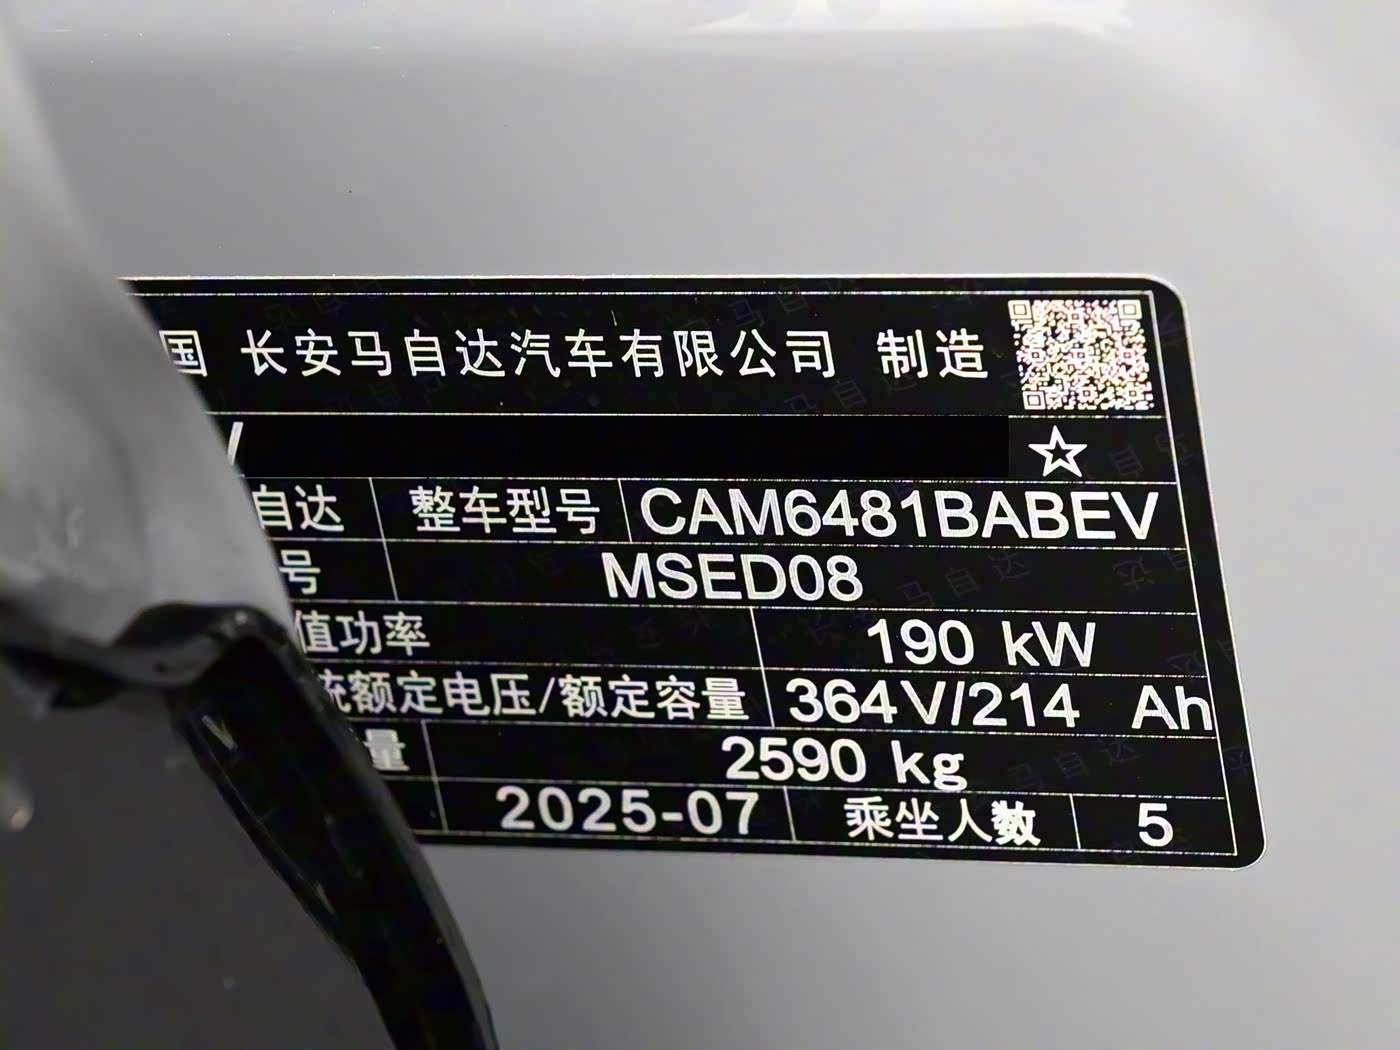 国 长安马自达汽车有限公司 制造
☆
自达 整车型号 CAM6481BABEV
号 MSED08
值功率 190 kW
统额定电压/额定容量 364V/214 Ah
量 2590 kg
2025-07 乘坐人数 5